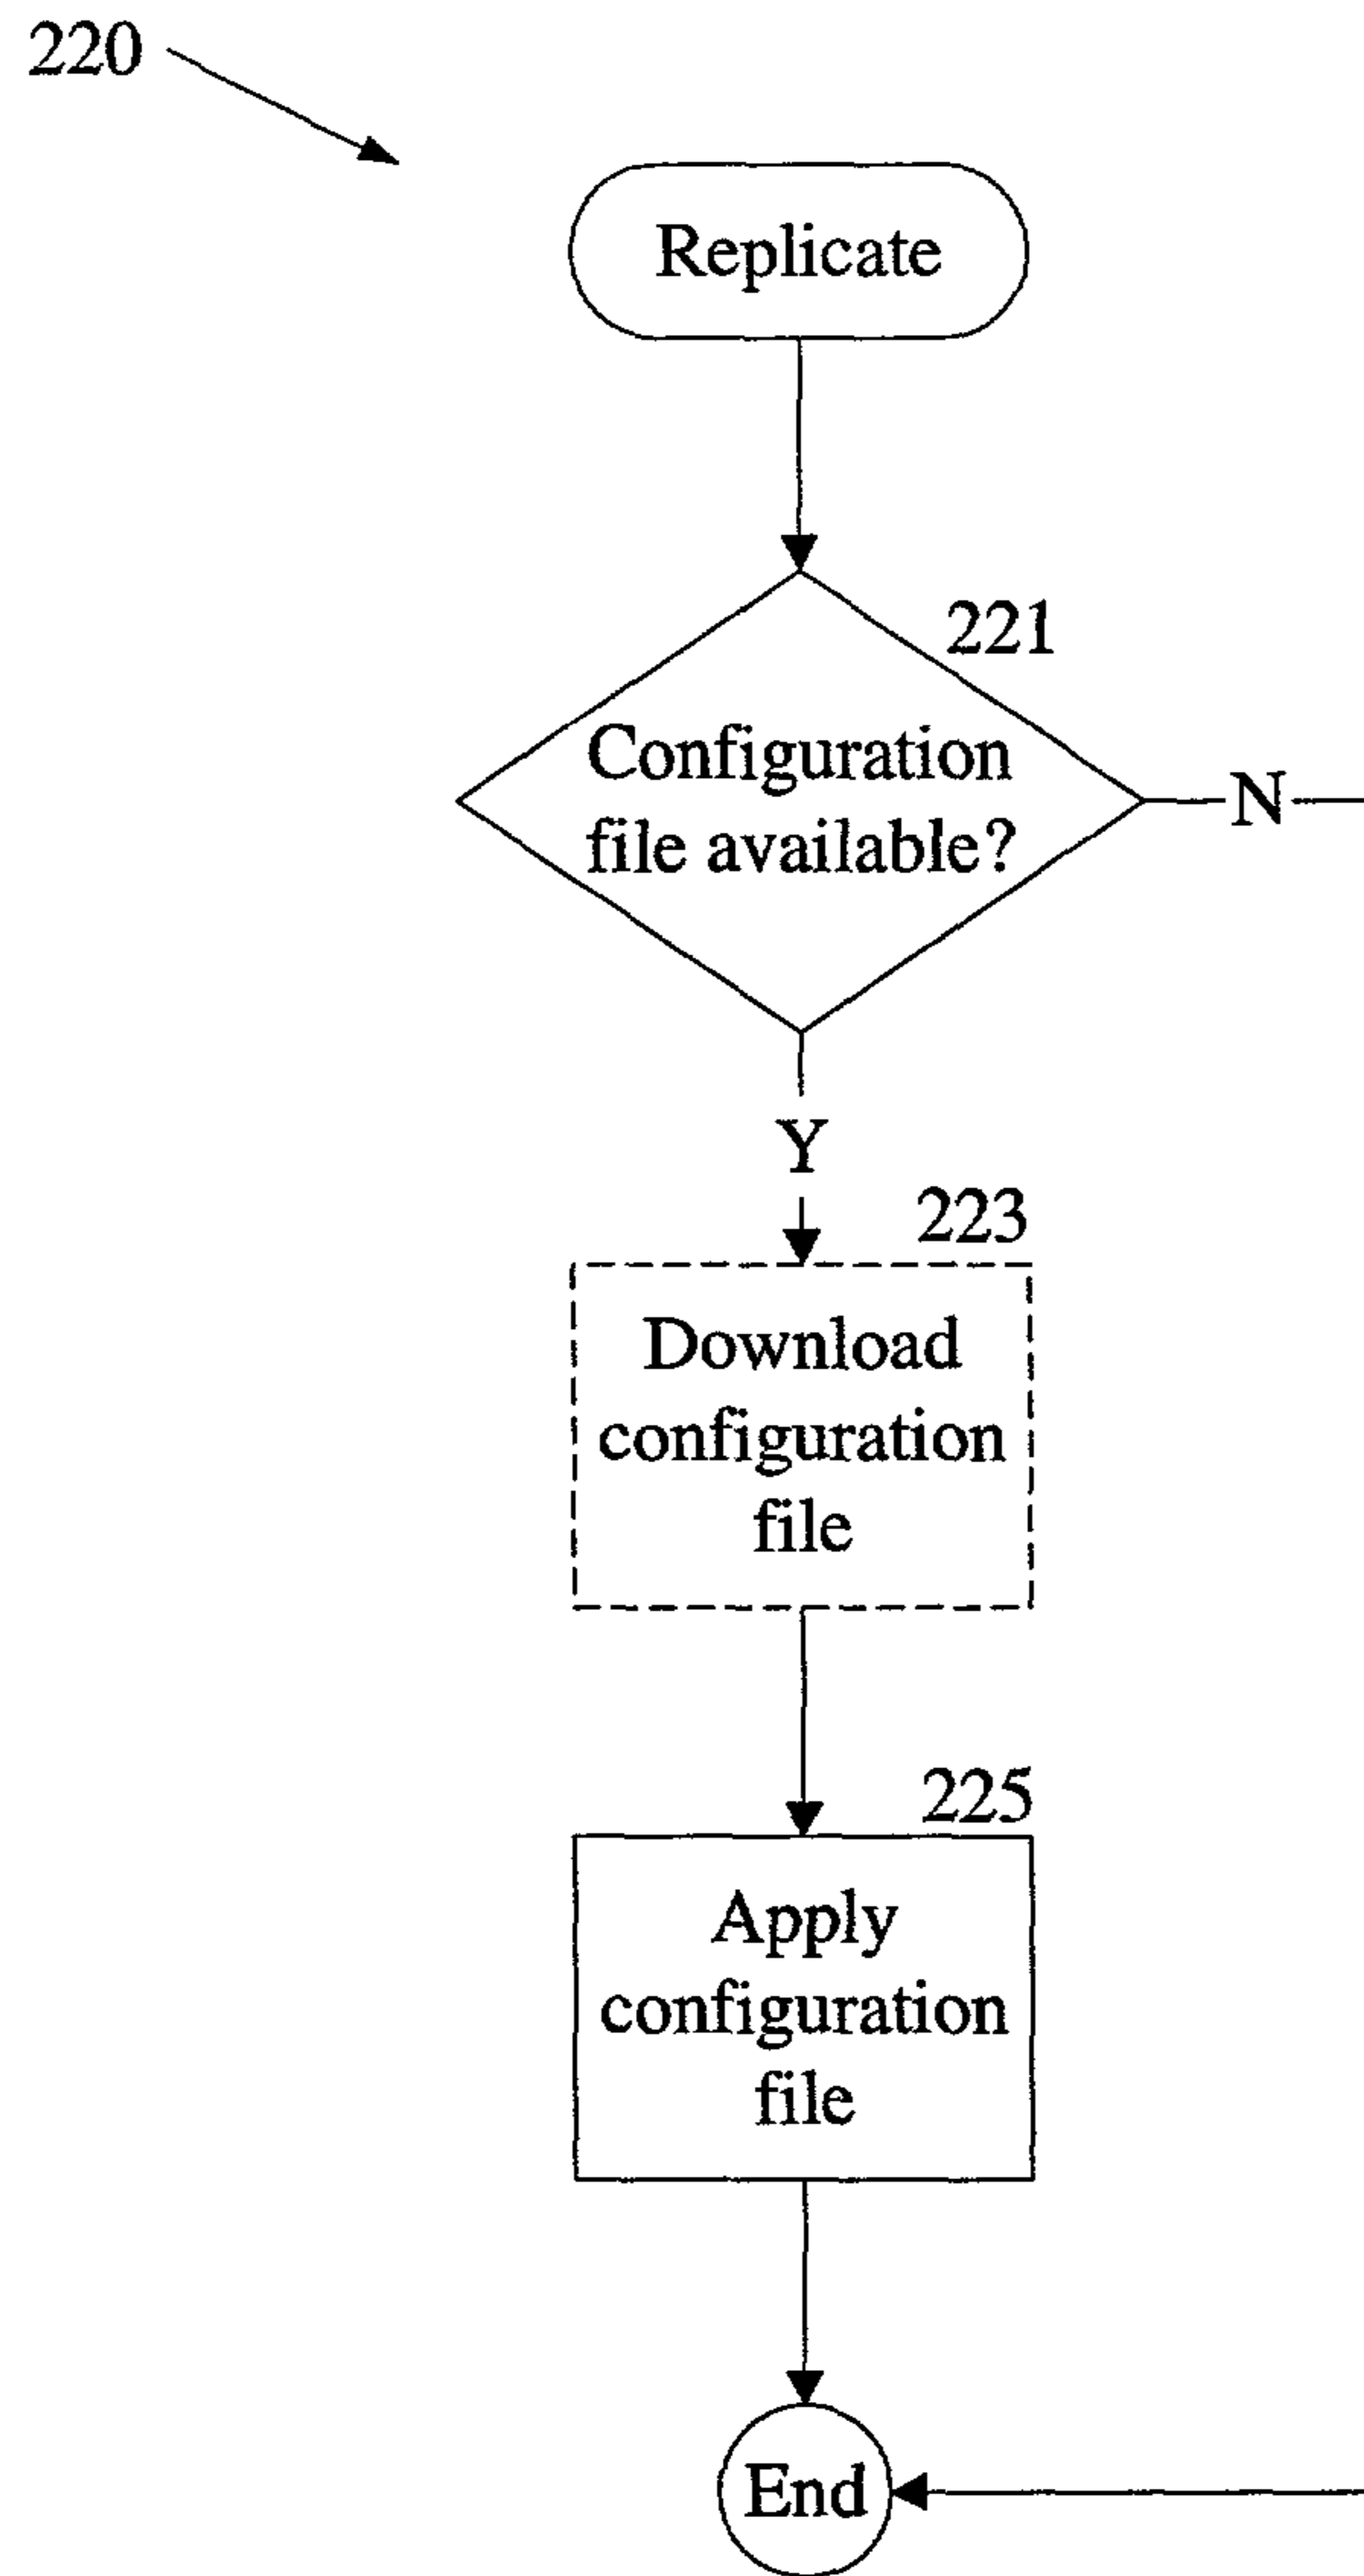 220
Replicate
221
Configuration
file available?
N
Y
223
Download
configuration
file
225
Apply
configuration
file
End